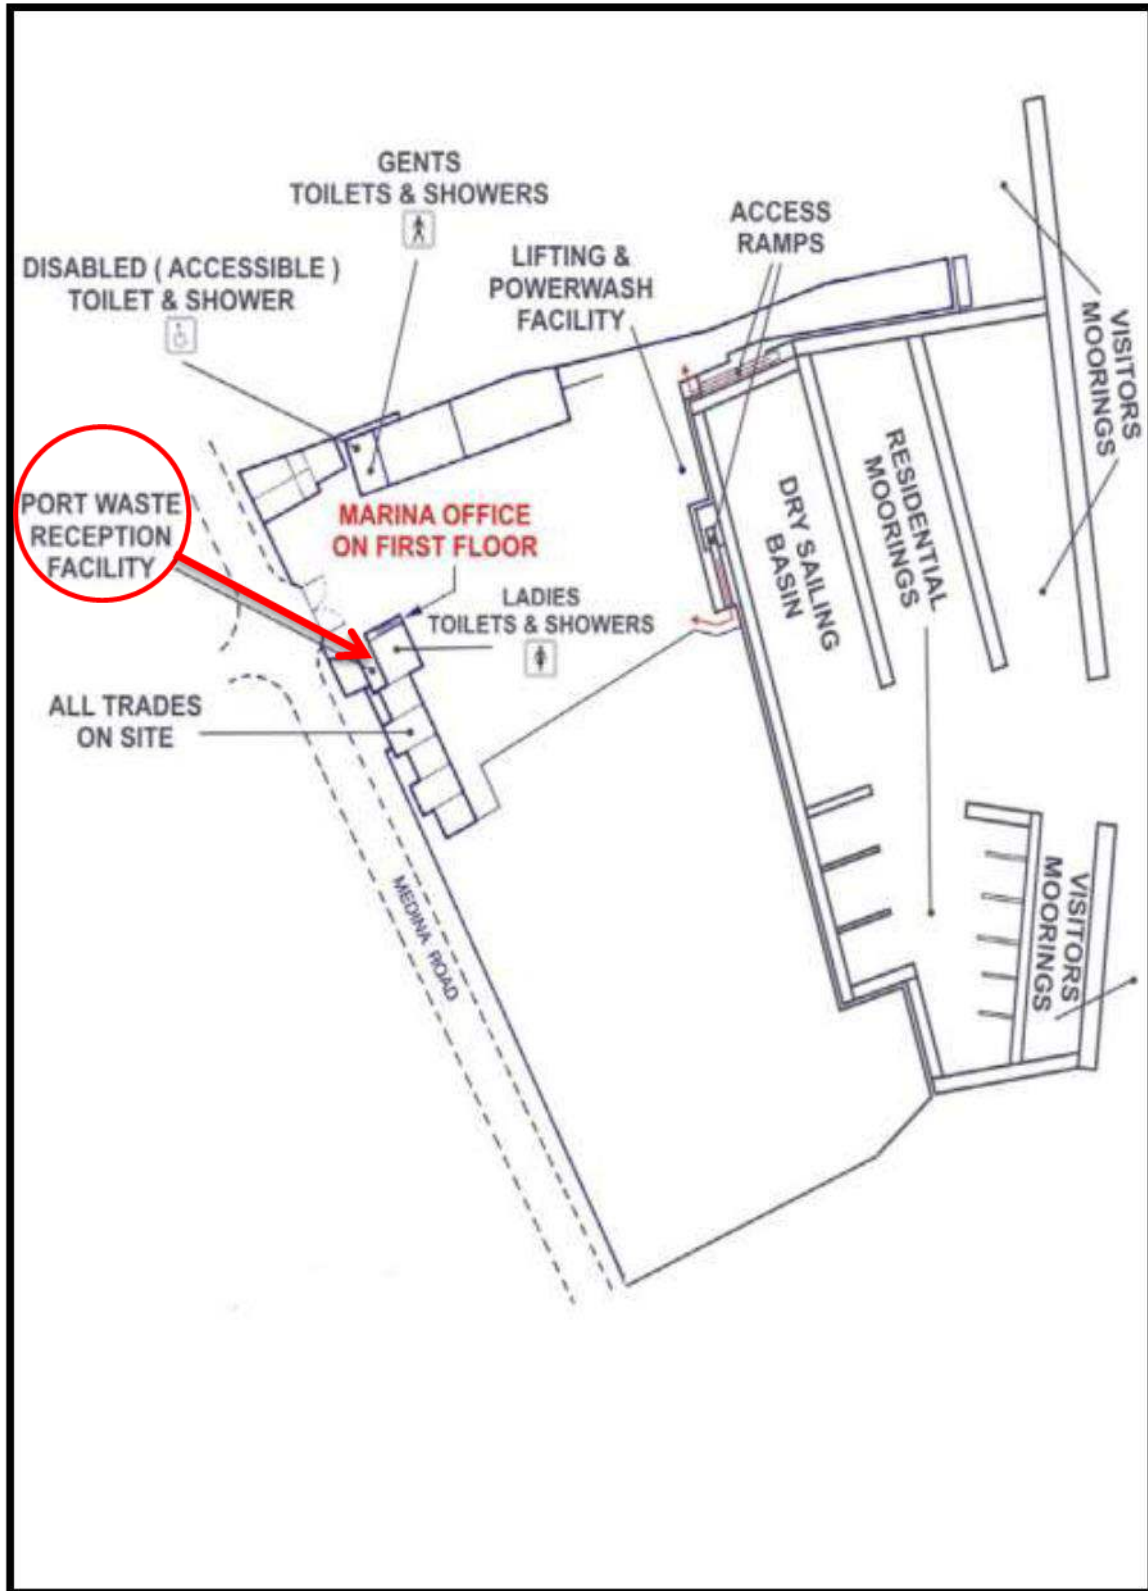 GENTS
TOILETS & SHOWERS
DISABLED ( ACCESSIBLE )
TOILET & SHOWER
LIFTING &
POWERWASH
FACILITY
ACCESS
RAMPS
VISITORS
MOORINGS
PORT WASTE
RECEPTION
FACILITY
MARINA OFFICE
ON FIRST FLOOR
LADIES
TOILETS & SHOWERS
DRY SAILING
BASIN
RESIDENTIAL
MOORINGS
ALL TRADES
ON SITE
MEDINA ROAD
VISITORS
MOORINGS